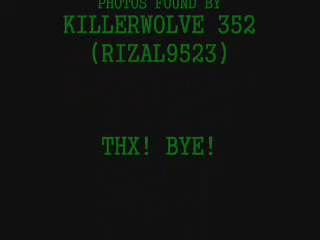 PHOTOS FOUND BY
KILLERWOLVE 352
(RIZAL9523)
THX! BYE!